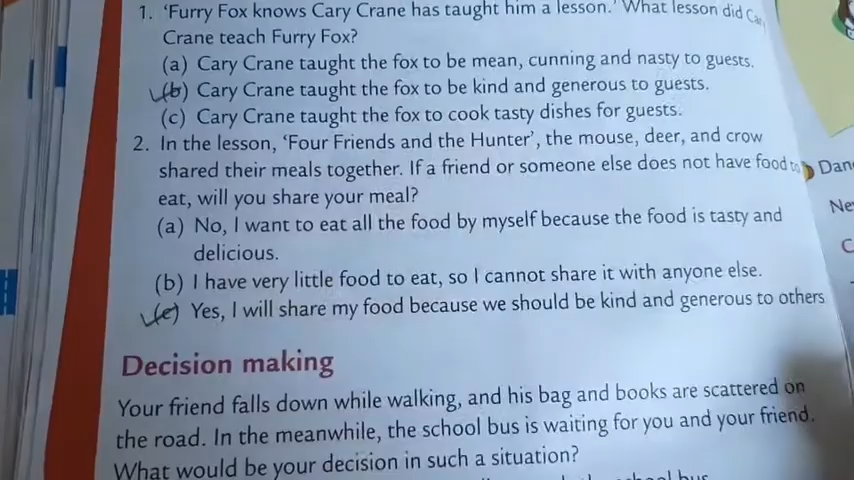 1. 'Furry Fox knows Cary Crane has taught him a lesson.' What lesson did
Crane teach Furry Fox?
(a) Cary Crane taught the fox to be mean, cunning and nasty to guests.
(b) Cary Crane taught the fox to be kind and generous to guests.
(c) Cary Crane taught the fox to cook tasty dishes for guests.
2. In the lesson, 'Four Friends and the Hunter', the mouse, deer, and crow
shared their meals together. If a friend or someone else does not have food to
eat, will you share your meal?
(a) No, I want to eat all the food by myself because the food is tasty and
delicious.
(b) I have very little food to eat, so I cannot share it with anyone else.
(c) Yes, I will share my food because we should be kind and generous to others
Decision making
Your friend falls down while walking, and his bag and books are scattered on
the road. In the meanwhile, the school bus is waiting for you and your friend.
What would be your decision in such a situation?
school bus